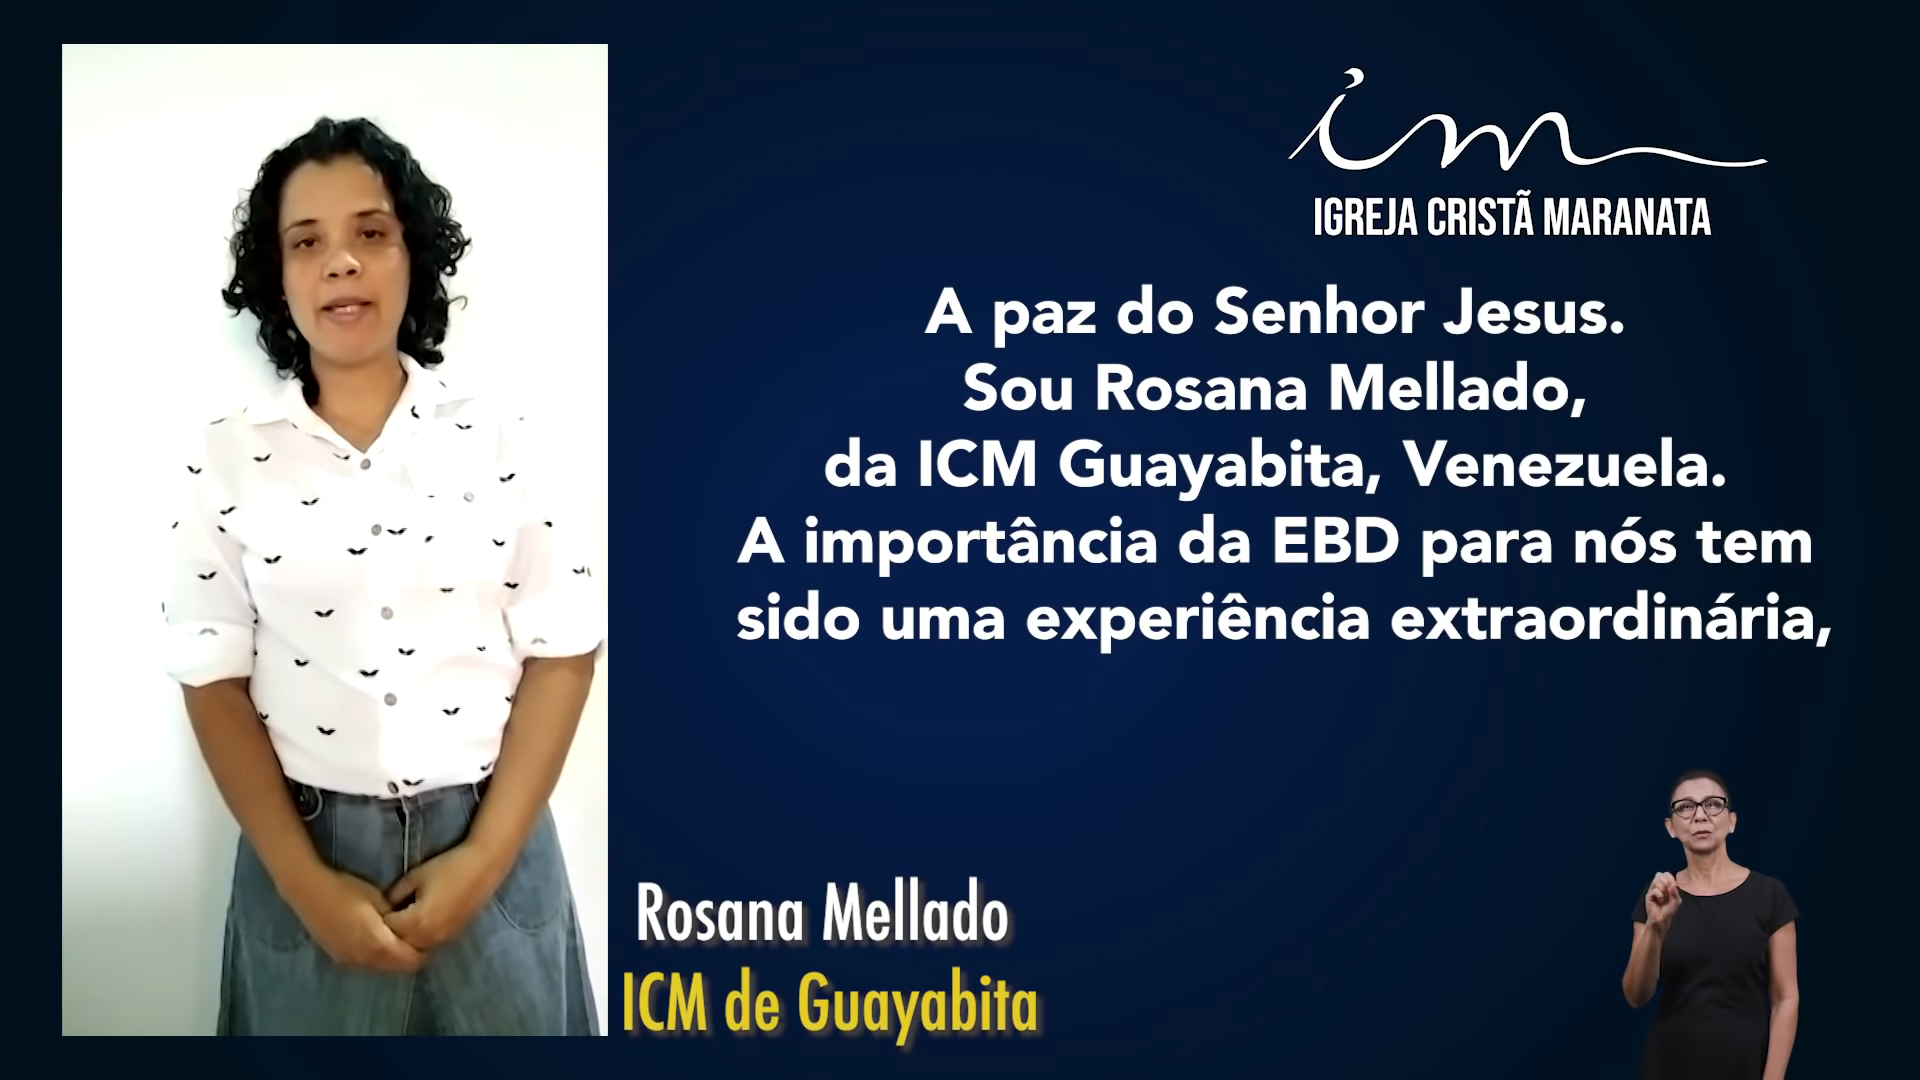 im
IGREJA CRISTÃ MARANATA
A paz do Senhor Jesus.
Sou Rosana Mellado,
da ICM Guayabita, Venezuela.
A importância da EBD para nós tem
sido uma experiência extraordinária,
Rosana Mellado
ICM de Guayabita